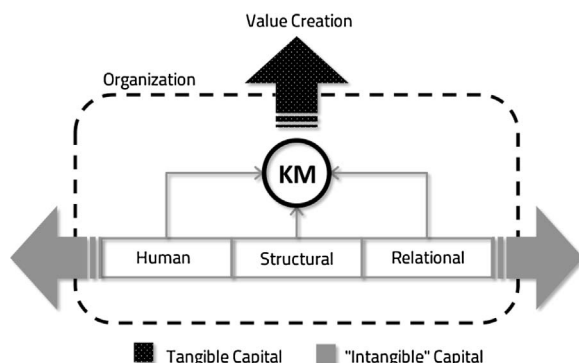 Value Creation
Organization
KM
Human Structural Relational
Tangible Capital "Intangible" Capital